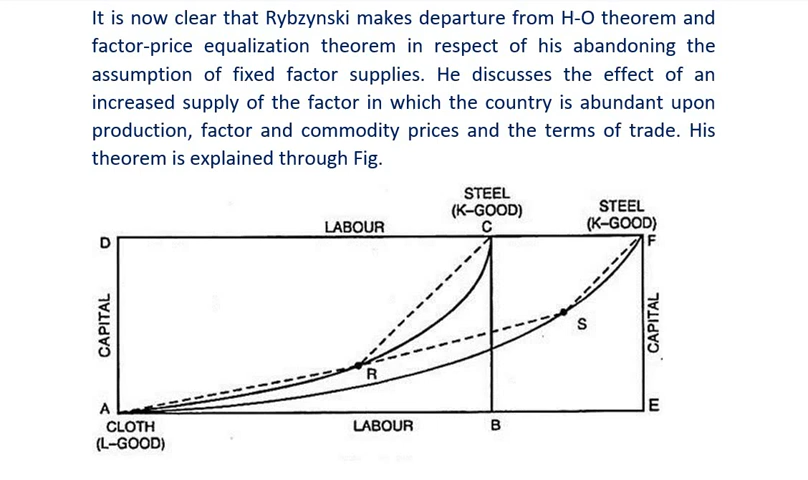 It is now clear that Rybzynski makes departure from H-O theorem and
factor-price equalization theorem in respect of his abandoning the
assumption of fixed factor supplies. He discusses the effect of an
increased supply of the factor in which the country is abundant upon
production, factor and commodity prices and the terms of trade. His
theorem is explained through Fig.
STEEL
(K–GOOD)
STEEL
(K–GOOD)
LABOUR
C
D
F
CAPITAL
CAPITAL
S
R
A
E
CLOTH
(L–GOOD)
LABOUR
B